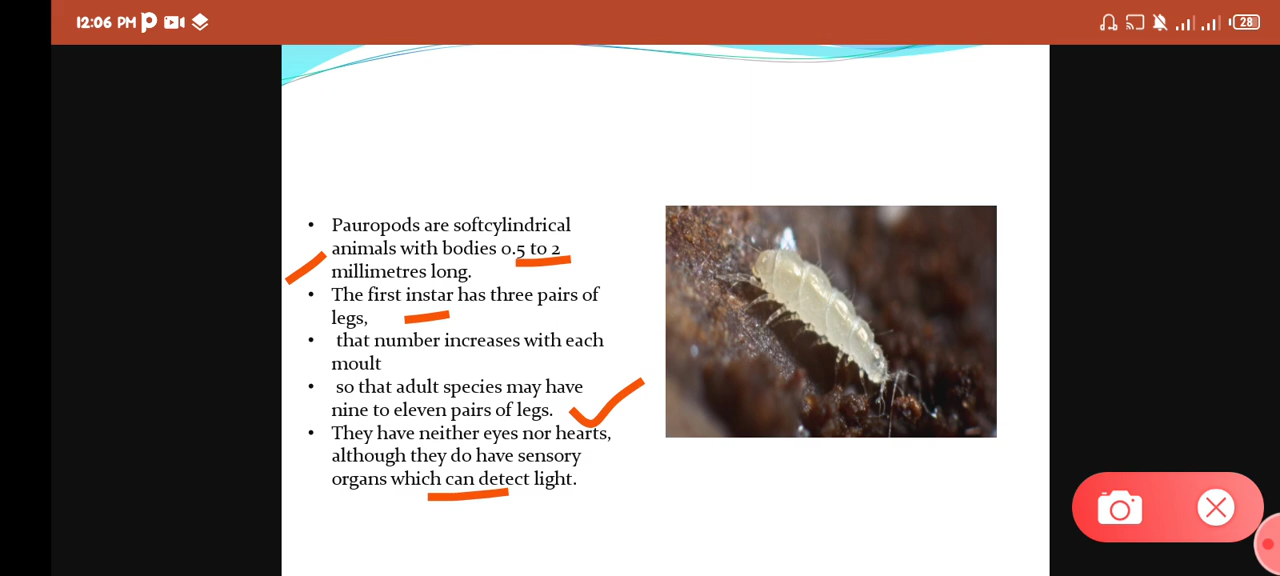 12:06 PM
28
• Pauropods are softcylindrical
animals with bodies 0.5 to 2
millimetres long.
• The first instar has three pairs of
legs,
• that number increases with each
moult
• so that adult species may have
nine to eleven pairs of legs.
• They have neither eyes nor hearts,
although they do have sensory
organs which can detect light.